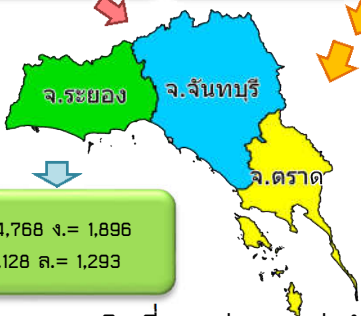 จ.ระยอง
จ.จันทบุรี
จ.ตราด
4,768 ง.= 1,896
128 ล.= 1,293